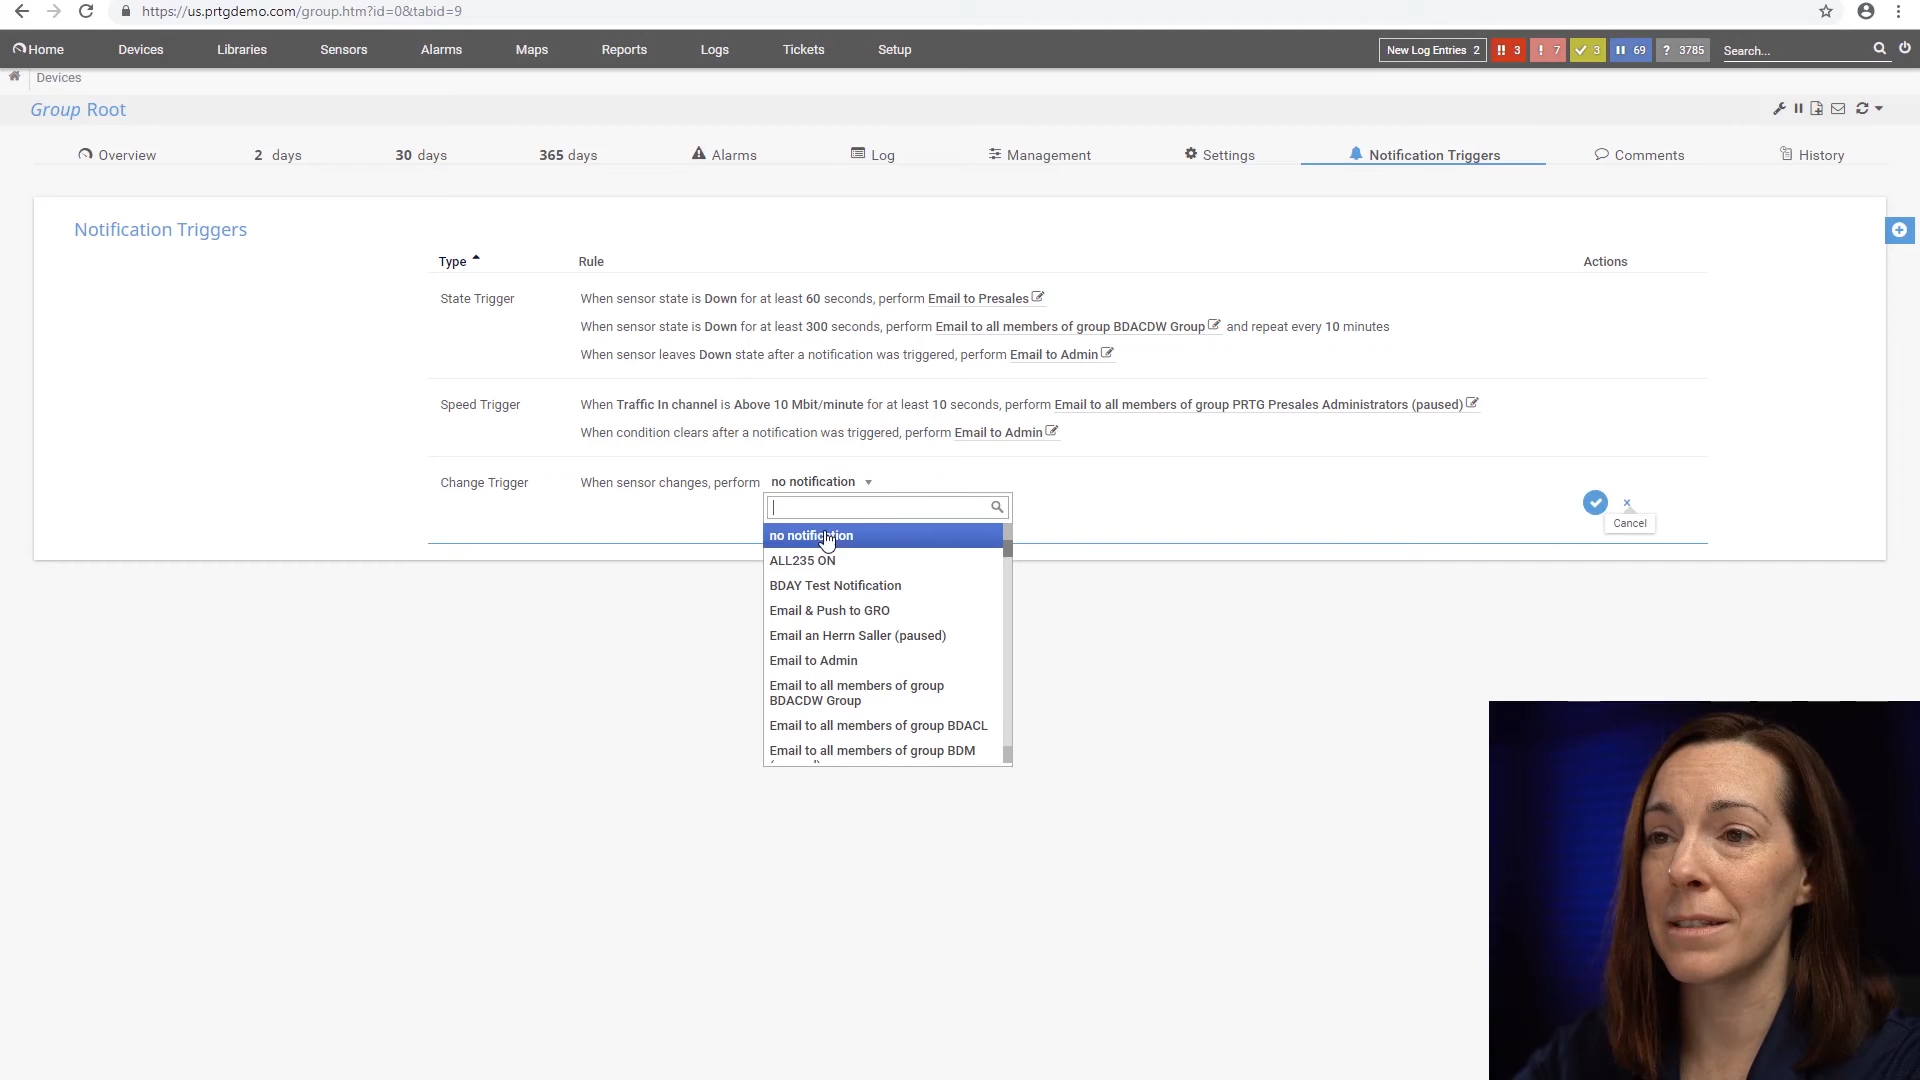 https://us.prtgdemo.com/group.htm?id=0&tabid=9
Home Devices Libraries Sensors Alarms Maps Reports Logs Tickets Setup New Log Entries 2 !! 3 ! 7 3 69 ? 3785 Search...
Devices
Group Root
Overview 2 days 30 days 365 days Alarms Log Management Settings Notification Triggers Comments History
Notification Triggers
Type Rule Actions
State Trigger When sensor state is Down for at least 60 seconds, perform Email to Presales
When sensor state is Down for at least 300 seconds, perform Email to all members of group BDACDW Group and repeat every 10 minutes
When sensor leaves Down state after a notification was triggered, perform Email to Admin
Speed Trigger When Traffic In channel is Above 10 Mbit/minute for at least 10 seconds, perform Email to all members of group PRTG Presales Administrators (paused)
When condition clears after a notification was triggered, perform Email to Admin
Change Trigger When sensor changes, perform no notification
Cancel
no notification
ALL235 ON
BDAY Test Notification
Email & Push to GRO
Email an Herrn Saller (paused)
Email to Admin
Email to all members of group
BDACDW Group
Email to all members of group BDACL
Email to all members of group BDM